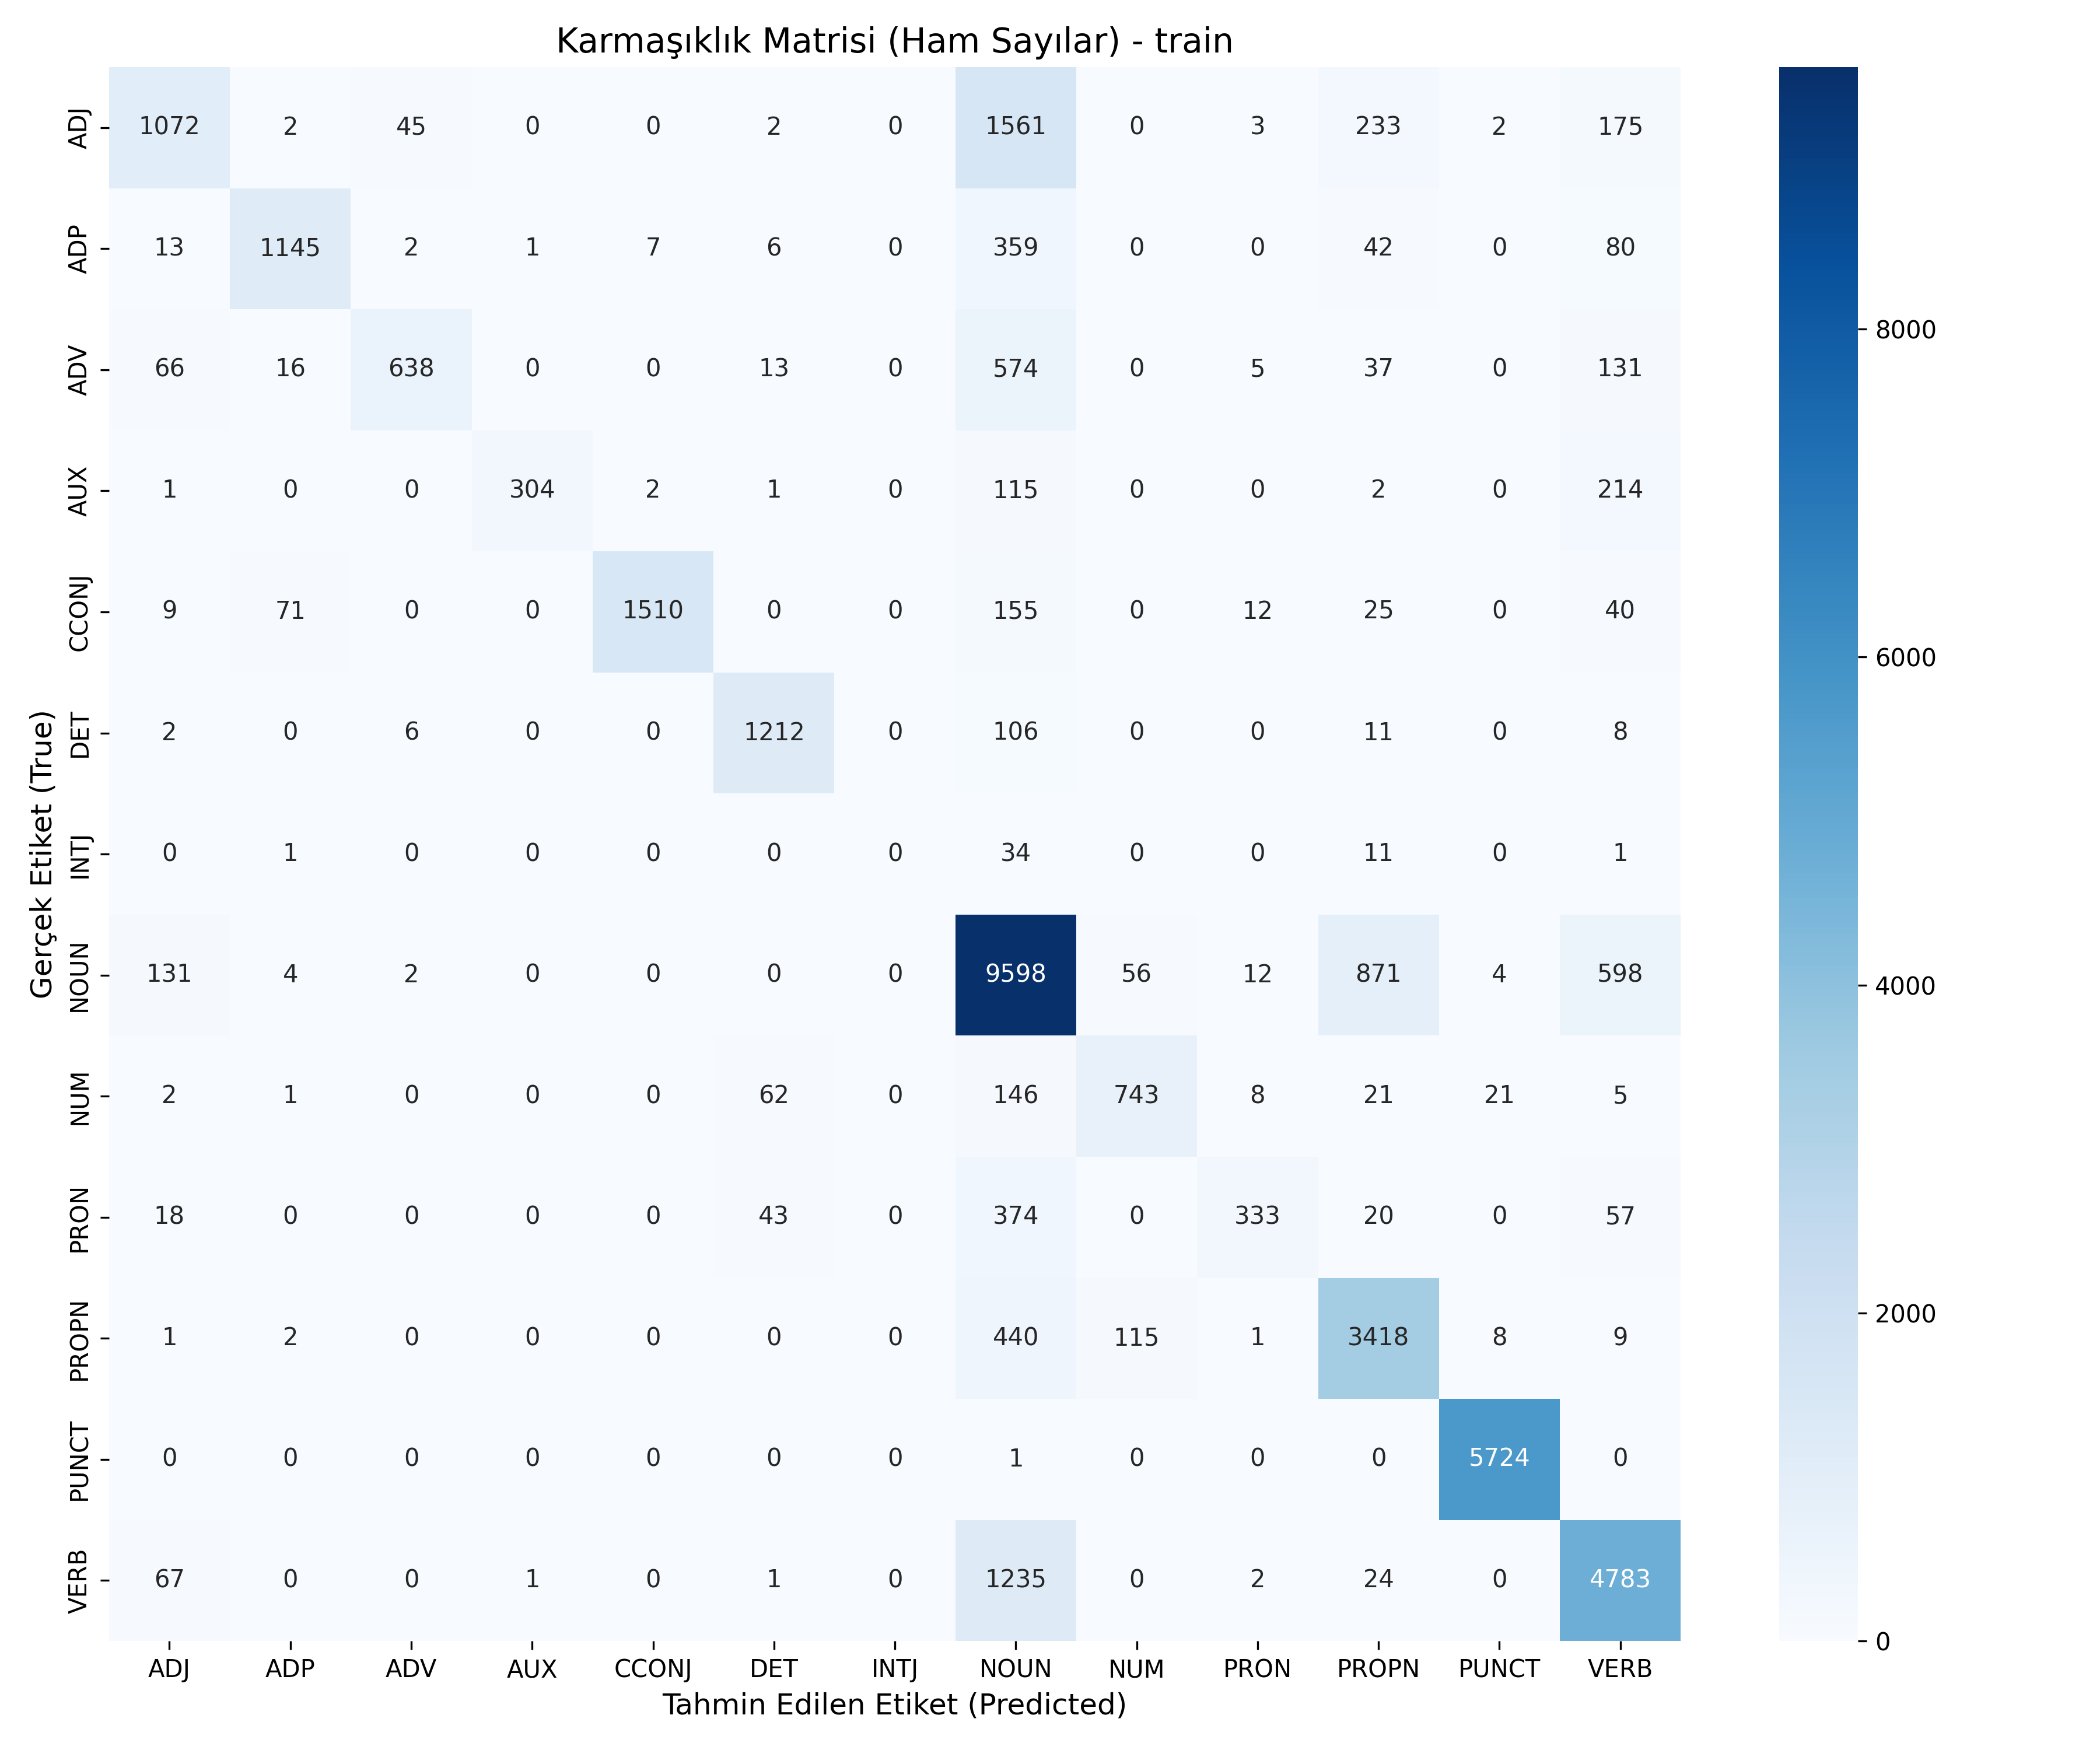 Karmaşıklık Matrisi (Ham Sayılar) - train
Gerçek Etiket (True)
ADJ 1072 2 45 0 0 2 0 1561 0 3 233 2 175
ADP 13 1145 2 1 7 6 0 359 0 0 42 0 80
ADV 66 16 638 0 0 13 0 574 0 5 37 0 131
AUX 1 0 0 304 2 1 0 115 0 0 2 0 214
CCONJ 9 71 0 0 1510 0 0 155 0 12 25 0 40
DET 2 0 6 0 0 1212 0 106 0 0 11 0 8
INTJ 0 1 0 0 0 0 0 34 0 0 11 0 1
NOUN 131 4 2 0 0 0 0 9598 56 12 871 4 598
NUM 2 1 0 0 0 62 0 146 743 8 21 21 5
PRON 18 0 0 0 0 43 0 374 0 333 20 0 57
PROPN 1 2 0 0 0 0 0 440 115 1 3418 8 9
PUNCT 0 0 0 0 0 0 0 1 0 0 0 5724 0
VERB 67 0 0 1 0 1 0 1235 0 2 24 0 4783
ADJ ADP ADV AUX CCONJ DET INTJ NOUN NUM PRON PROPN PUNCT VERB
Tahmin Edilen Etiket (Predicted)
8000
6000
4000
2000
0